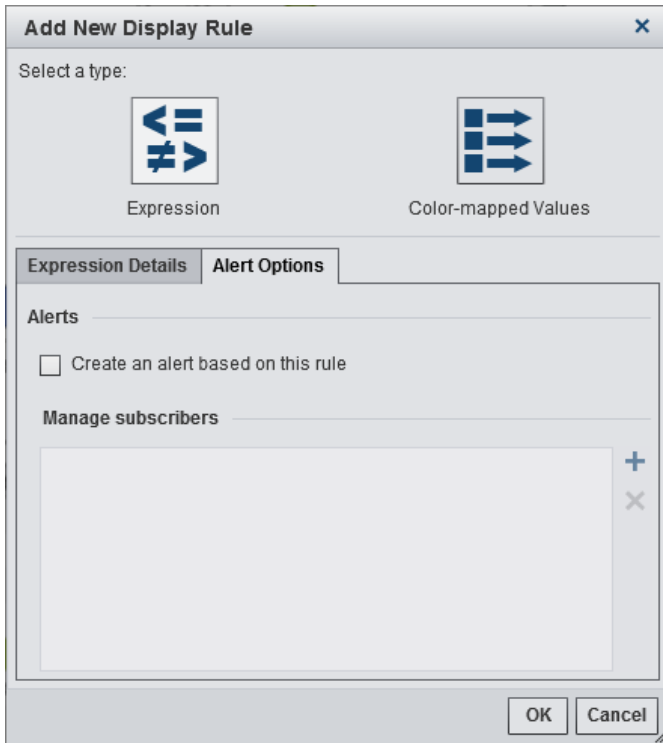 Add New Display Rule
Select a type:
Expression
Color-mapped Values
Expression Details
Alert Options
Alerts
Create an alert based on this rule
Manage subscribers
OK
Cancel